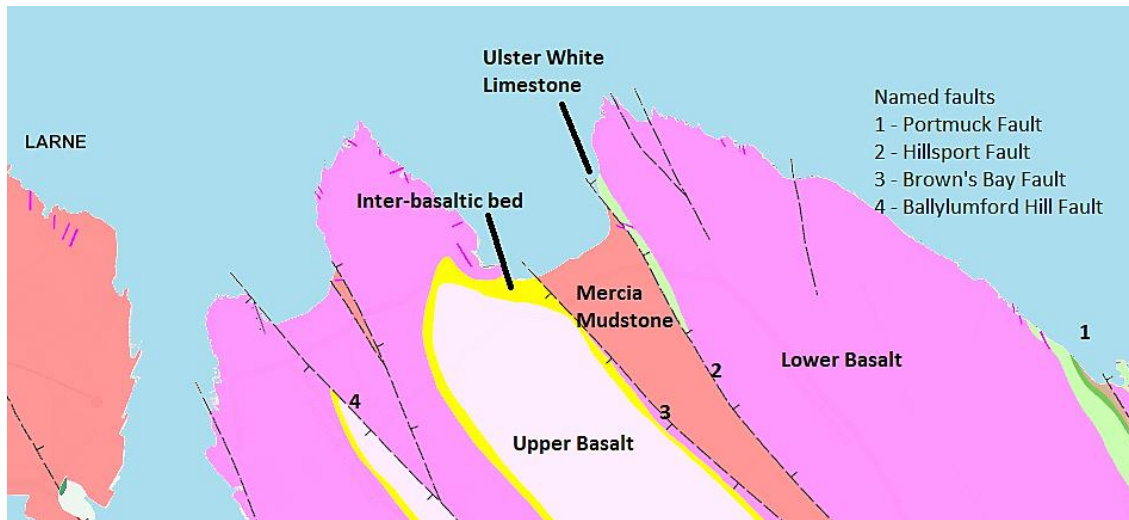 Ulster White
Limestone
Named faults
1 - Portmuck Fault
2 - Hillsport Fault
3 - Brown's Bay Fault
4 - Ballylumford Hill Fault
LARNE
Inter-basaltic bed
Mercia
Mudstone
1
Lower Basalt
2
4
3
Upper Basalt